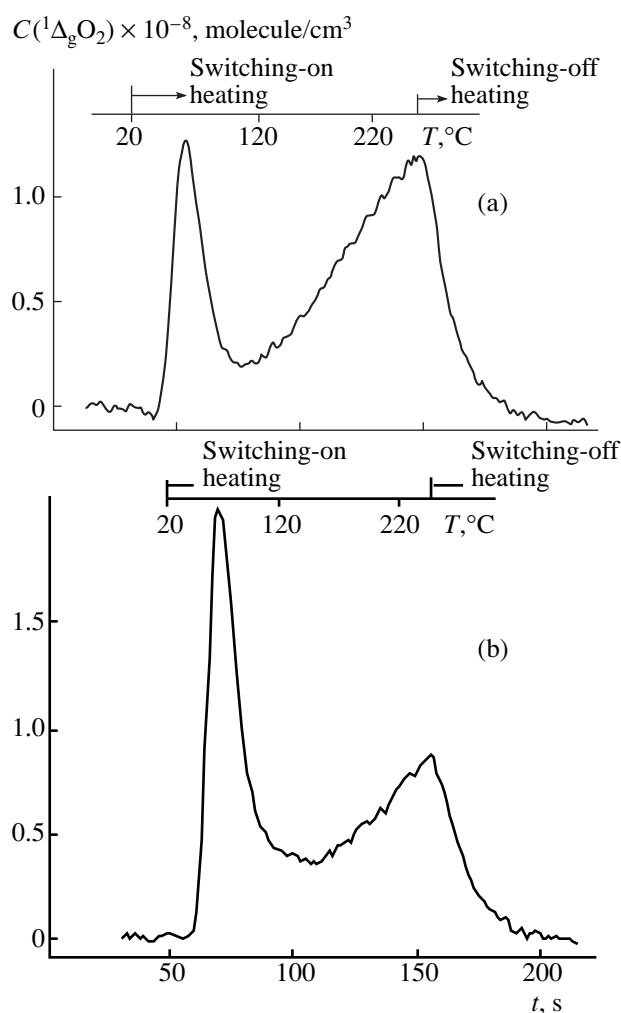 C(¹ΔgO₂) × 10⁻⁸, molecule/cm³
Switching-on heating
Switching-off heating
20 120 220 T,°C
1.0
(a)
0.5
0
Switching-on heating
Switching-off heating
20 120 220 T,°C
1.5
(b)
1.0
0.5
0
50 100 150 200
t, s